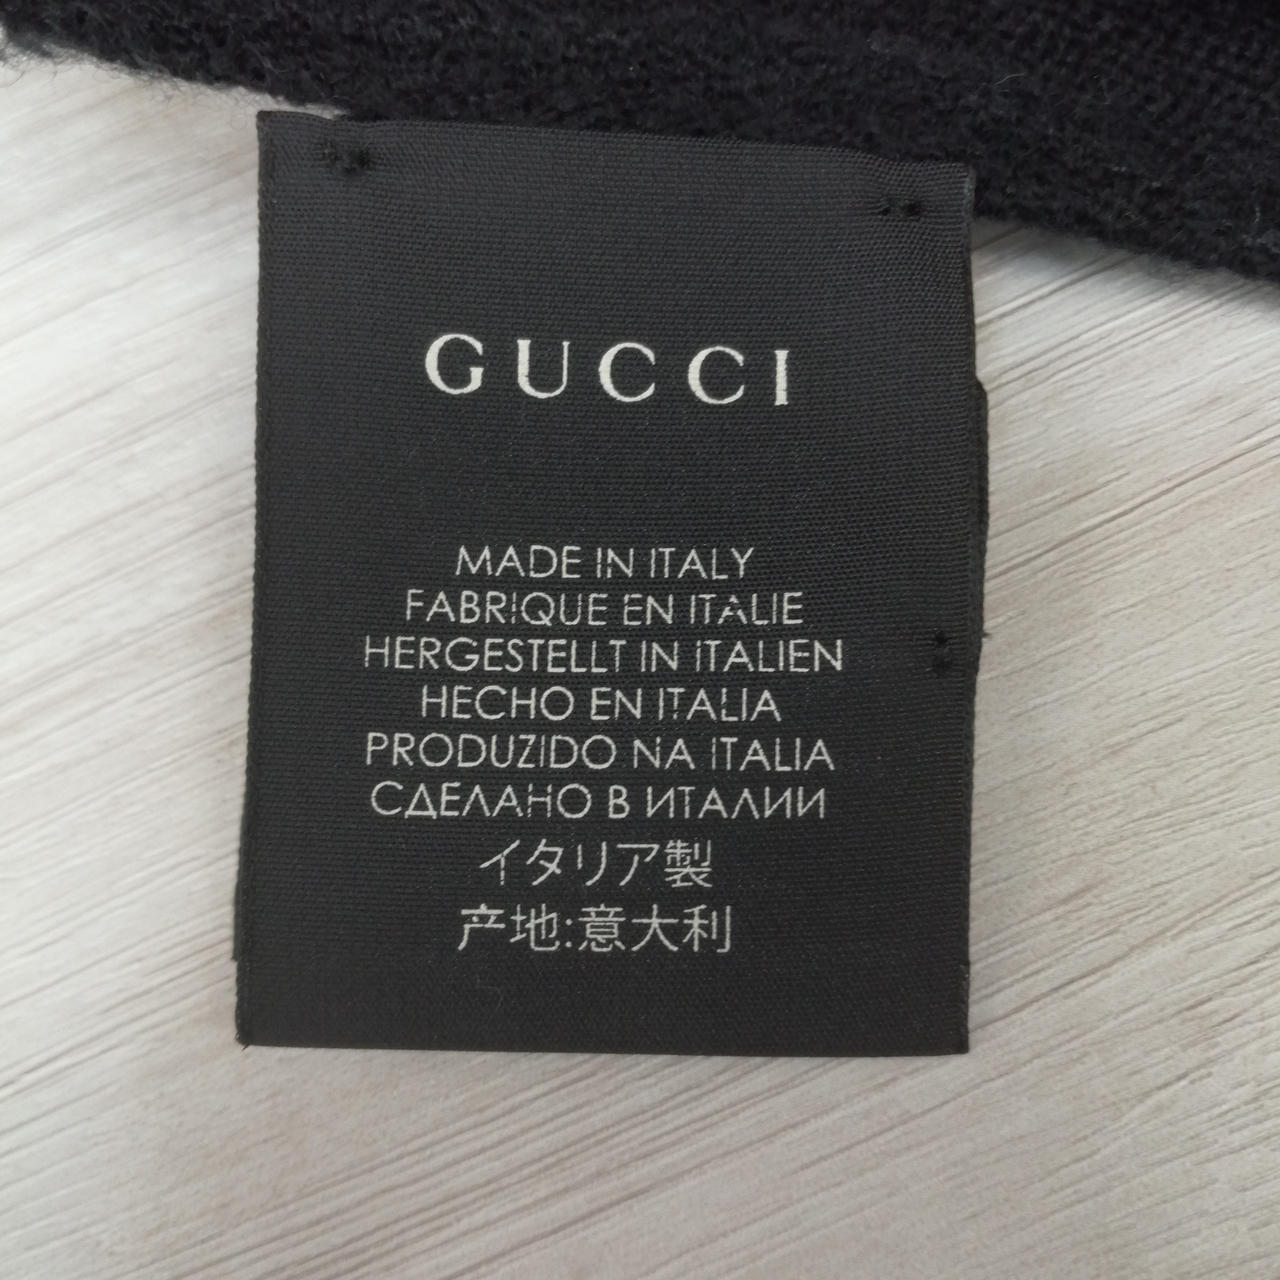 GUCCI
MADE IN ITALY
FABRIQUE EN ITALIE
HERGESTELLT IN ITALIEN
HECHO EN ITALIA
PRODUZIDO NA ITALIA
СДЕЛАНО В ИТАЛИИ
イタリア製
产地:意大利